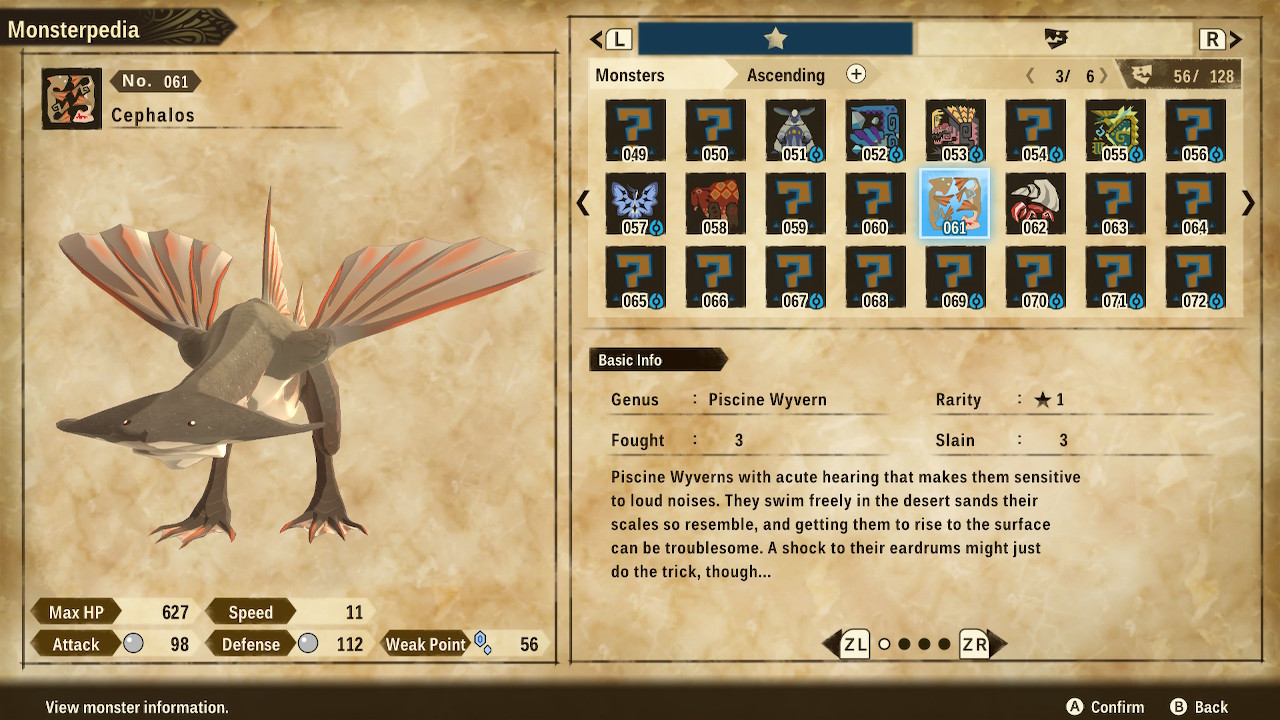 Monsterpedia
No. 061
Cephalos
L
R
Monsters
Ascending
3/ 6
56/ 128
049 050 051 052 053 054 055 056
057 058 059 060 061 062 063 064
065 066 067 068 069 070 071 072
Basic Info
Genus : Piscine Wyvern
Rarity : ★ 1
Fought : 3
Slain : 3
Piscine Wyverns with acute hearing that makes them sensitive
to loud noises. They swim freely in the desert sands their
scales so resemble, and getting them to rise to the surface
can be troublesome. A shock to their eardrums might just
do the trick, though...
Max HP 627
Speed 11
Attack 98
Defense 112
Weak Point 56
ZL
ZR
View monster information.
A Confirm
B Back